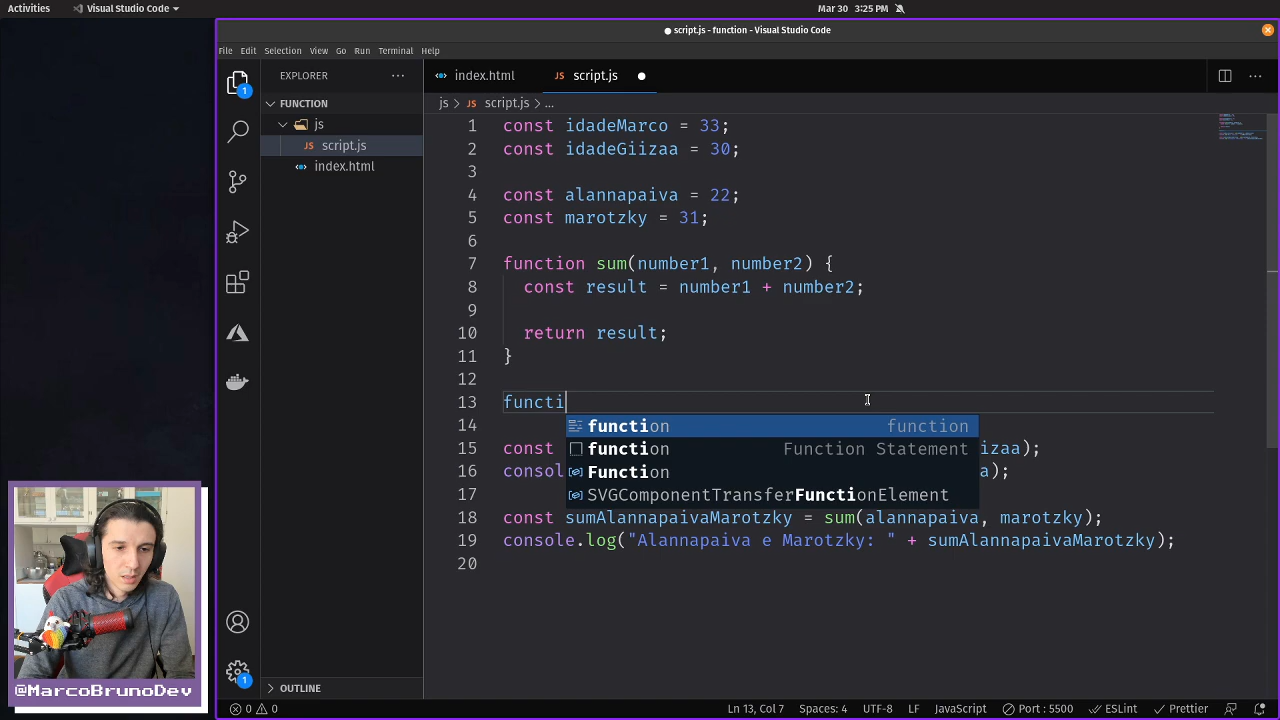 Activities
Visual Studio Code
Mar 30 3:25 PM
script.js - function - Visual Studio Code
File Edit Selection View Go Run Terminal Help
EXPLORER
index.html
script.js
FUNCTION
js > JS script.js > ...
js
JS script.js
index.html
1 const idadeMarco = 33;
2 const idadeGiizaa = 30;
3
4 const alannapaiva = 22;
5 const marotzky = 31;
6
7 function sum(number1, number2) {
8 const result = number1 + number2;
9
10 return result;
11 }
12
13 functi
function function
14
function Function Statement
15 const izaa);
Function
16 consol a);
SVGComponentTransferFunctionElement
17
18 const sumAlannapaivaMarotzky = sum(alannapaiva, marotzky);
19 console.log("Alannapaiva e Marotzky: " + sumAlannapaivaMarotzky);
20
1
1
@MarcoBrunoDev
OUTLINE
0 0
Ln 13, Col 7
Spaces: 4
UTF-8
LF
JavaScript
Port : 5500
ESLint
Prettier